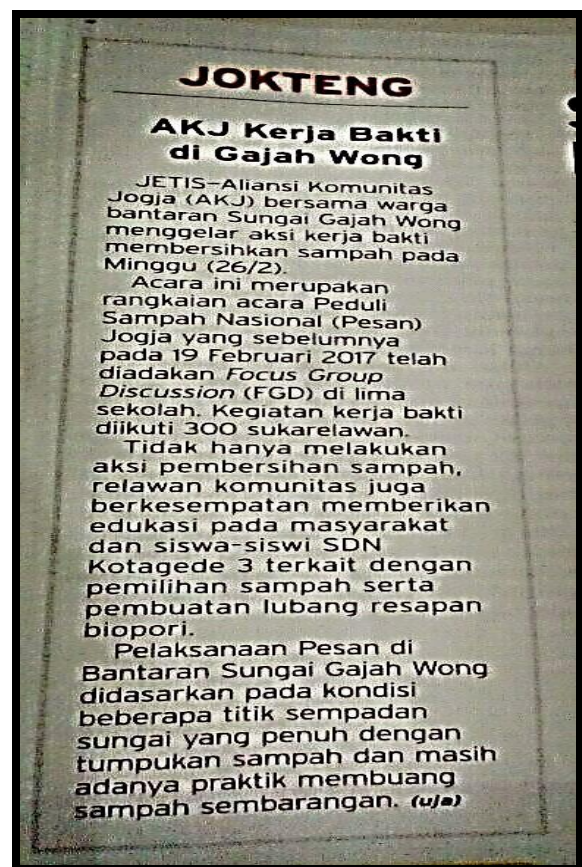 JOKTENG
AKJ Kerja Bakti
di Gajah Wong
JETIS–Aliansi Komunitas
Jogja (AKJ) bersama warga
bantaran Sungai Gajah Wong
menggelar aksi kerja bakti
membersihkan sampah pada
Minggu (26/2).
Acara ini merupakan
rangkaian acara Peduli
Sampah Nasional (Pesan)
Jogja yang sebelumnya
pada 19 Februari 2017 telah
diadakan Focus Group
Discussion (FGD) di lima
sekolah. Kegiatan kerja bakti
diikuti 300 sukarelawan.
Tidak hanya melakukan
aksi pembersihan sampah,
relawan komunitas juga
berkesempatan memberikan
edukasi pada masyarakat
dan siswa-siswi SDN
Kotagede 3 terkait dengan
pemilihan sampah serta
pembuatan lubang resapan
biopori.
Pelaksanaan Pesan di
Bantaran Sungai Gajah Wong
didasarkan pada kondisi
beberapa titik sempadan
sungai yang penuh dengan
tumpukan sampah dan masih
adanya praktik membuang
sampah sembarangan. (uja)